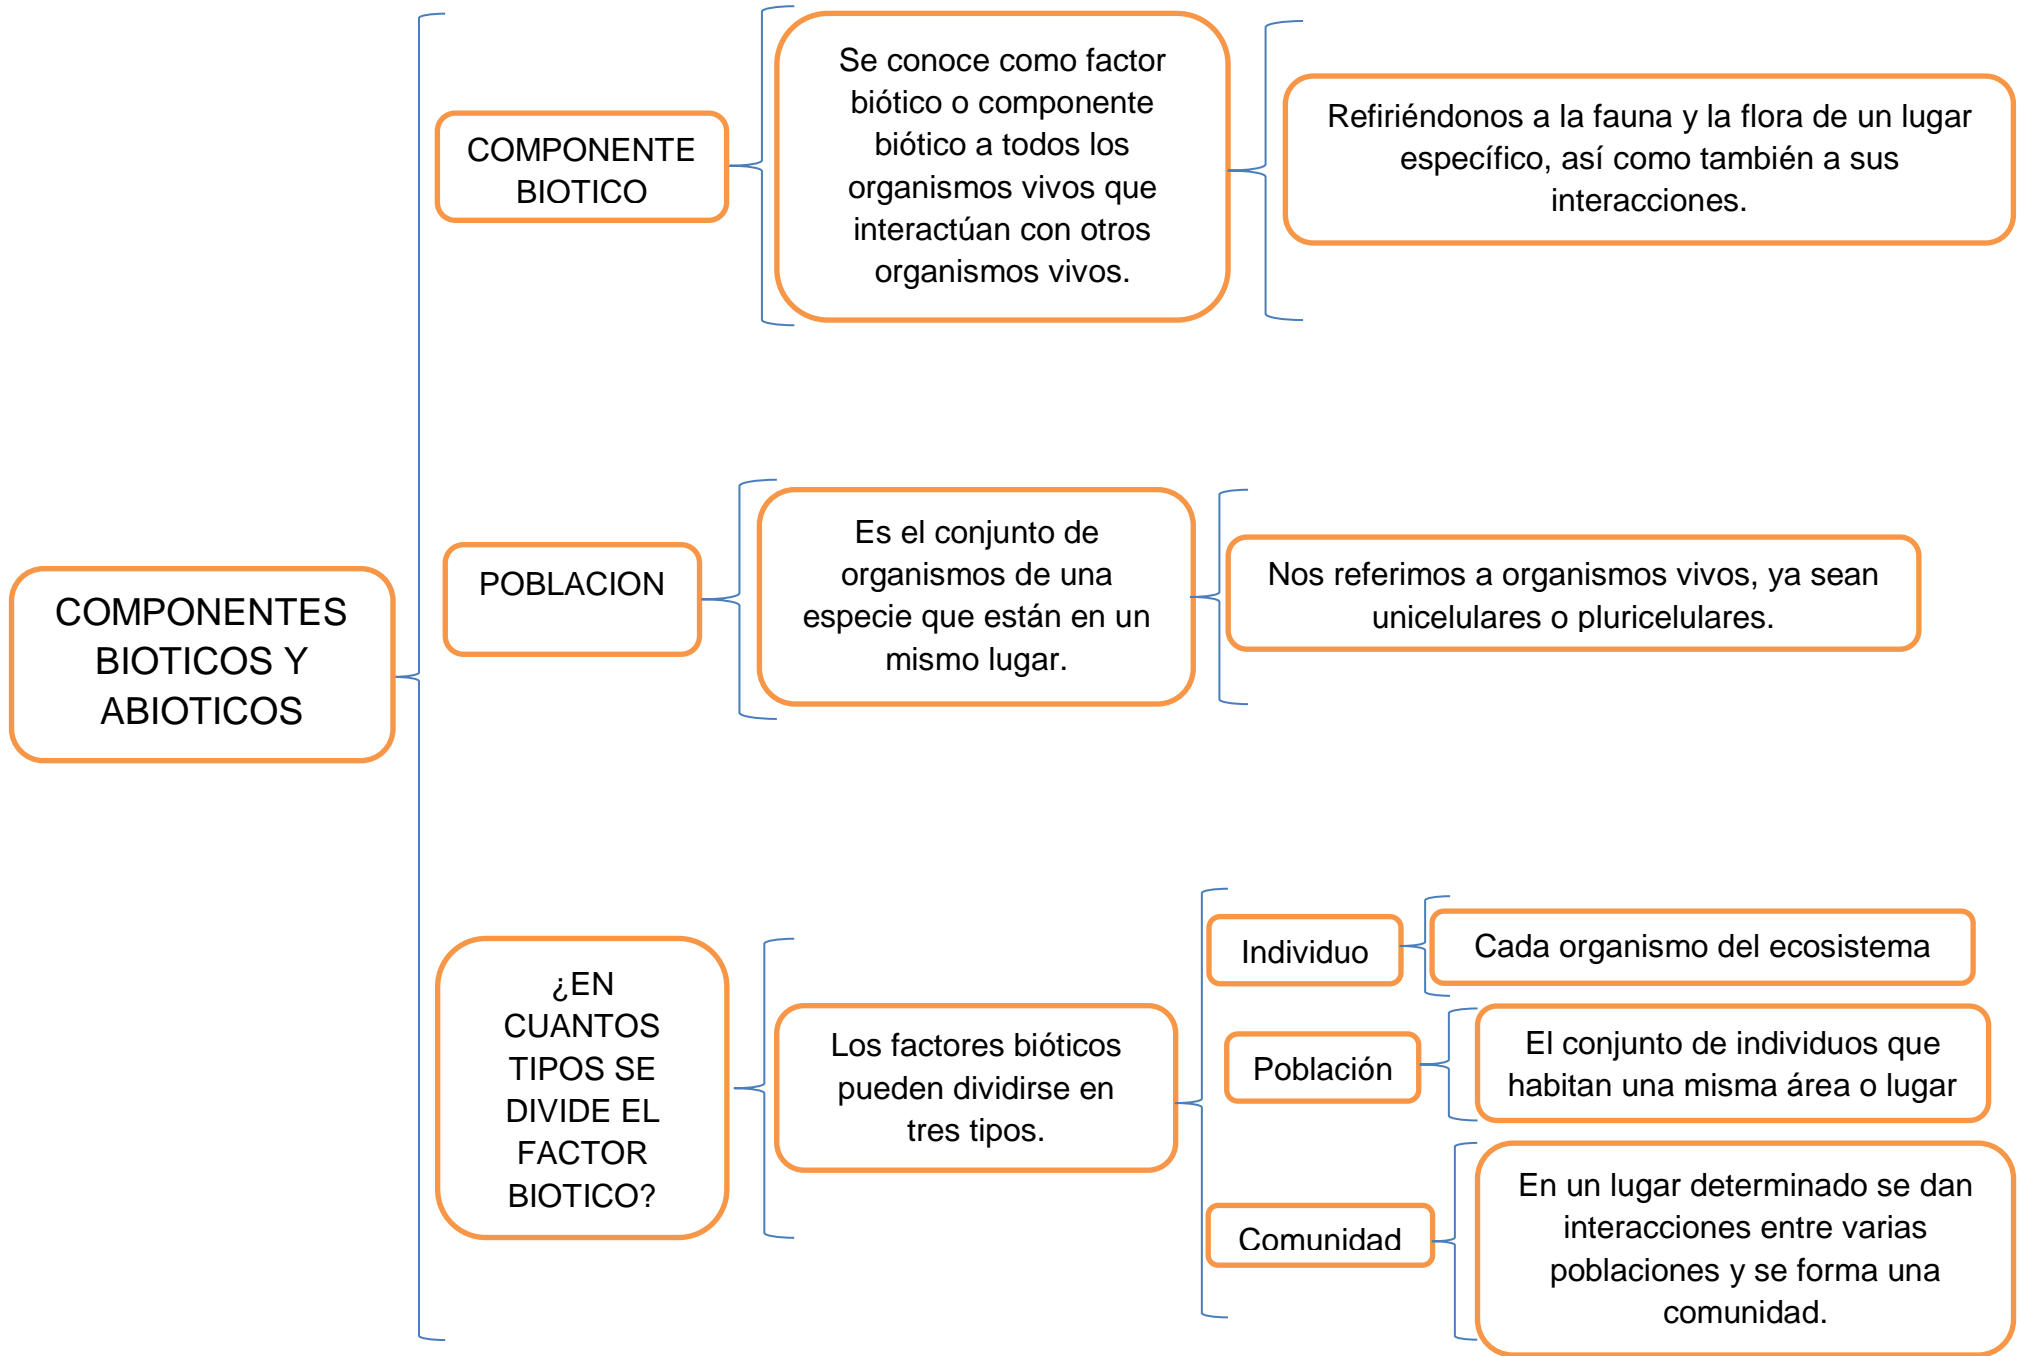 COMPONENTES
BIOTICOS Y
ABIOTICOS
COMPONENTE
BIOTICO
Se conoce como factor
biótico o componente
biótico a todos los
organismos vivos que
interactúan con otros
organismos vivos.
Refiriéndonos a la fauna y la flora de un lugar
específico, así como también a sus
interacciones.
POBLACION
Es el conjunto de
organismos de una
especie que están en un
mismo lugar.
Nos referimos a organismos vivos, ya sean
unicelulares o pluricelulares.
¿EN
CUANTOS
TIPOS SE
DIVIDE EL
FACTOR
BIOTICO?
Los factores bióticos
pueden dividirse en
tres tipos.
Individuo
Cada organismo del ecosistema
Población
El conjunto de individuos que
habitan una misma área o lugar
Comunidad
En un lugar determinado se dan
interacciones entre varias
poblaciones y se forma una
comunidad.